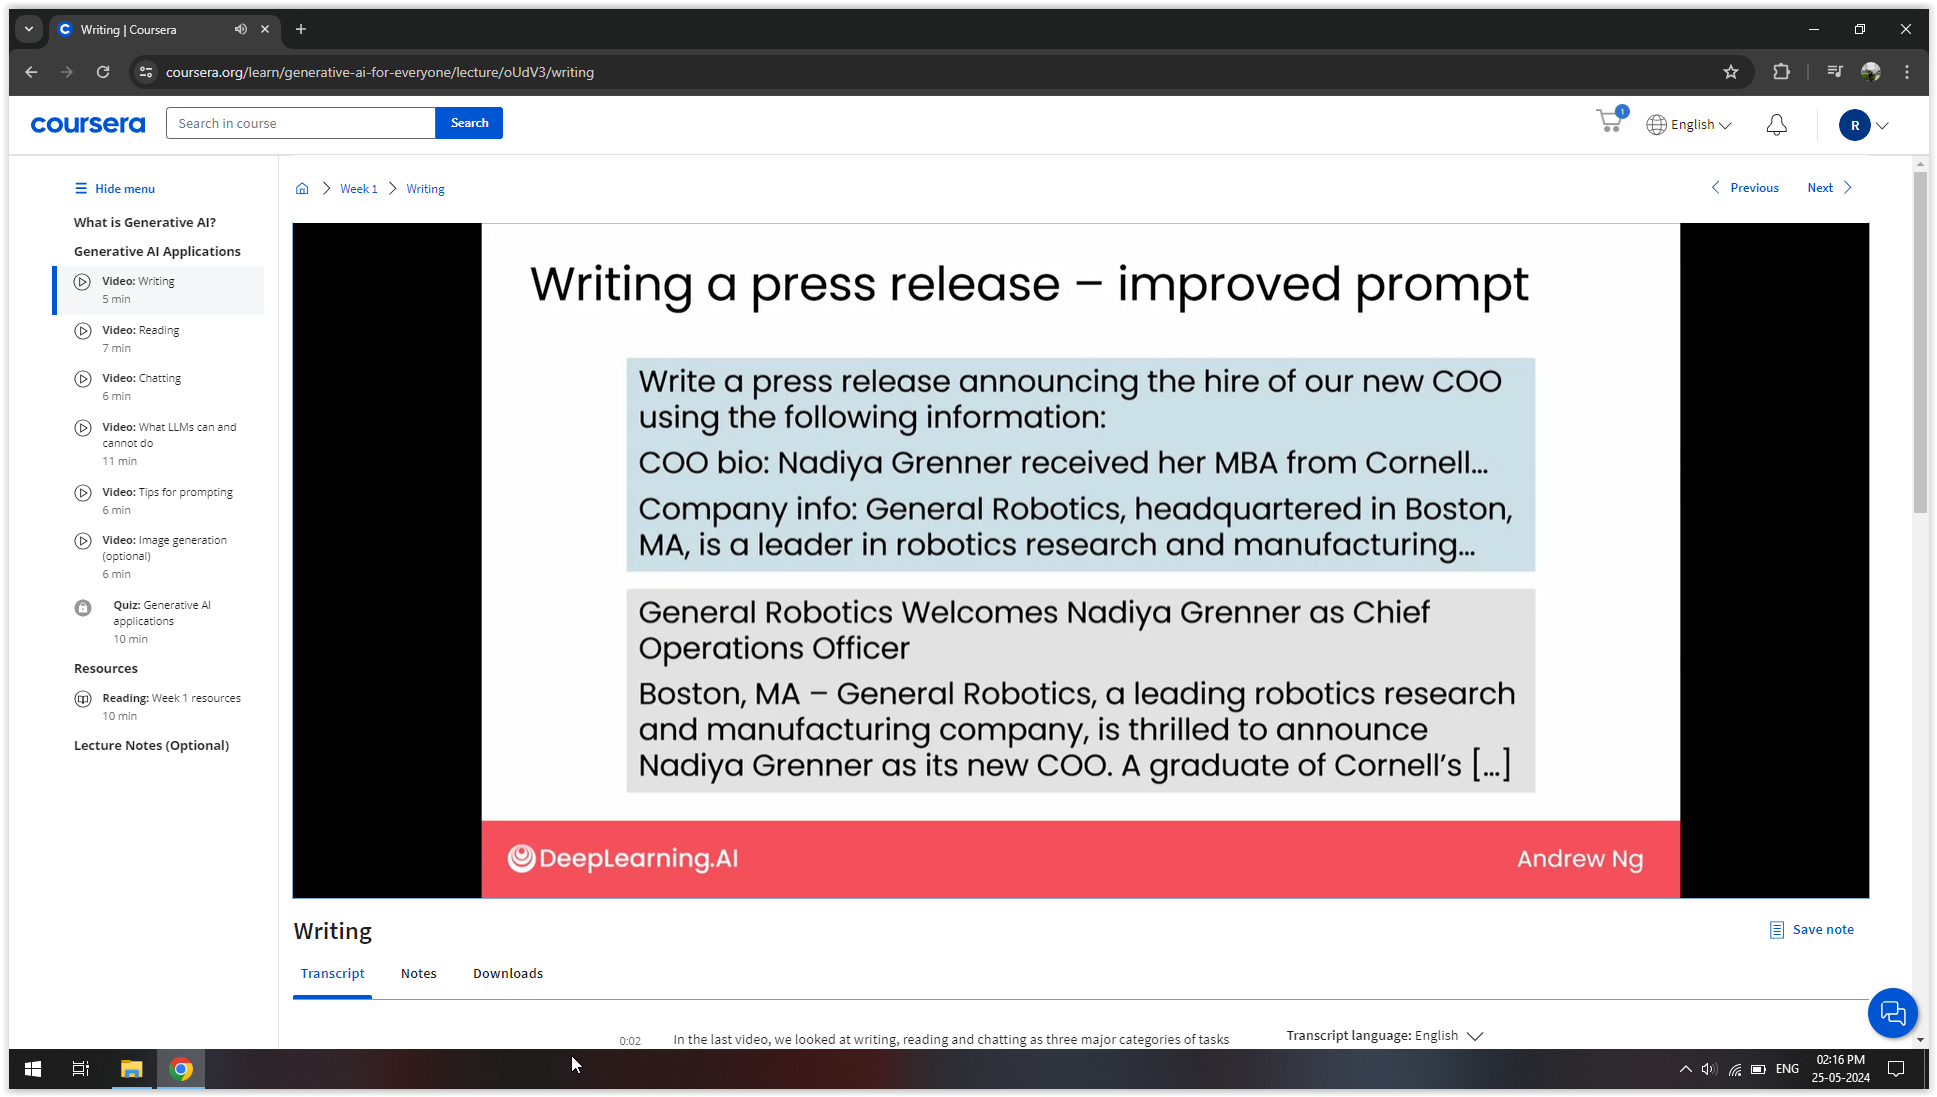 Writing | Coursera
coursera.org/learn/generative-ai-for-everyone/lecture/oUdV3/writing
coursera
Search in course
Search
1
English
R
Hide menu
What is Generative AI?
Generative AI Applications
Video: Writing
5 min
Video: Reading
7 min
Video: Chatting
6 min
Video: What LLMs can and
cannot do
11 min
Video: Tips for prompting
6 min
Video: Image generation
(optional)
6 min
Quiz: Generative AI
applications
10 min
Resources
Reading: Week 1 resources
10 min
Lecture Notes (Optional)
Week 1
Writing
Previous
Next
Writing a press release – improved prompt
Write a press release announcing the hire of our new COO
using the following information:
COO bio: Nadiya Grenner received her MBA from Cornell...
Company info: General Robotics, headquartered in Boston,
MA, is a leader in robotics research and manufacturing...
General Robotics Welcomes Nadiya Grenner as Chief
Operations Officer
Boston, MA – General Robotics, a leading robotics research
and manufacturing company, is thrilled to announce
Nadiya Grenner as its new COO. A graduate of Cornell's [...]
DeepLearning.AI
Andrew Ng
Writing
Save note
Transcript
Notes
Downloads
0:02
In the last video, we looked at writing, reading and chatting as three major categories of tasks
Transcript language: English
ENG
02:16 PM
25-05-2024